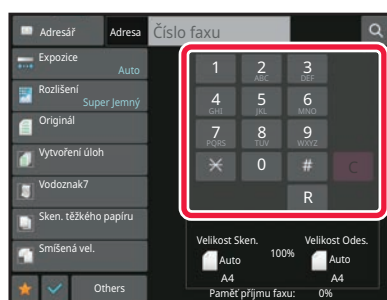 Adresář Adresa Číslo faxu
Expozice
Auto
Rozlišení
Super Jemný
Originál
Vytvoření úloh
Vodoznak7
Sken. těžkého papíru
Smíšená vel.
Others
1 2 3
ABC DEF
4 5 6
GHI JKL MNO
7 8 9
PQRS TUV WXYZ
0 # C
R
Velikost Sken. Velikost Odes.
Auto 100% Auto
A4 A4
Paměť příjmu faxu: 0%